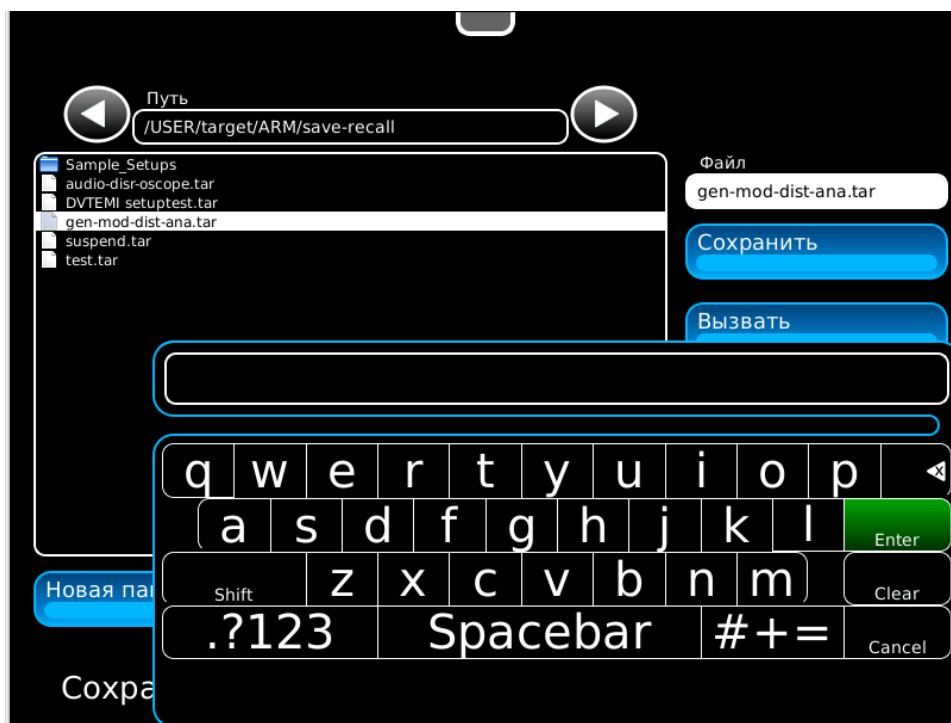 Путь
/USER/target/ARM/save-recall
Sample_Setups
audio-disr-oscope.tar
DVTEMI setuptest.tar
gen-mod-dist-ana.tar
suspend.tar
test.tar
Файл
gen-mod-dist-ana.tar
Сохранить
Вызвать
q w e r t y u i o p
a s d f g h j k l Enter
Shift z x c v b n m Clear
.?123 Spacebar #+= Cancel
Новая